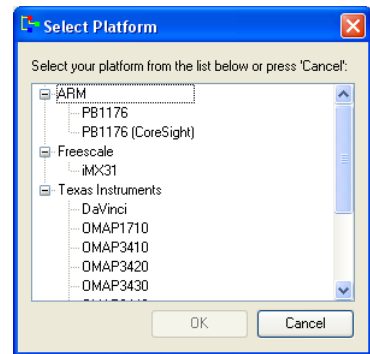 Select Platform
Select your platform from the list below or press 'Cancel':
ARM
PB1176
PB1176 (CoreSight)
Freescale
iMX31
Texas Instruments
DaVinci
OMAP1710
OMAP3410
OMAP3420
OMAP3430
OK
Cancel